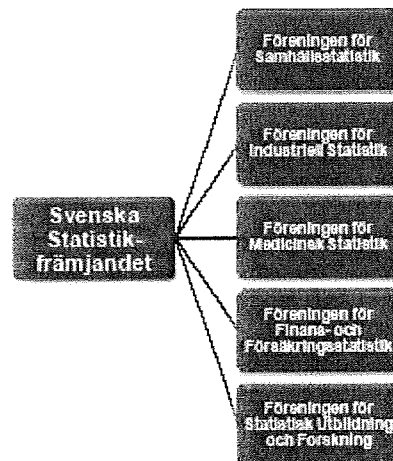 Föreningen för
Samhällsstatistik
Föreningen för
Industriell Statistik
Svenska
Statistik-
främjandet
Föreningen för
Medicinsk Statistik
Föreningen för
Finans- och
Försäkringsstatistik
Föreningen för
Statistisk Utbildning
och Forskning